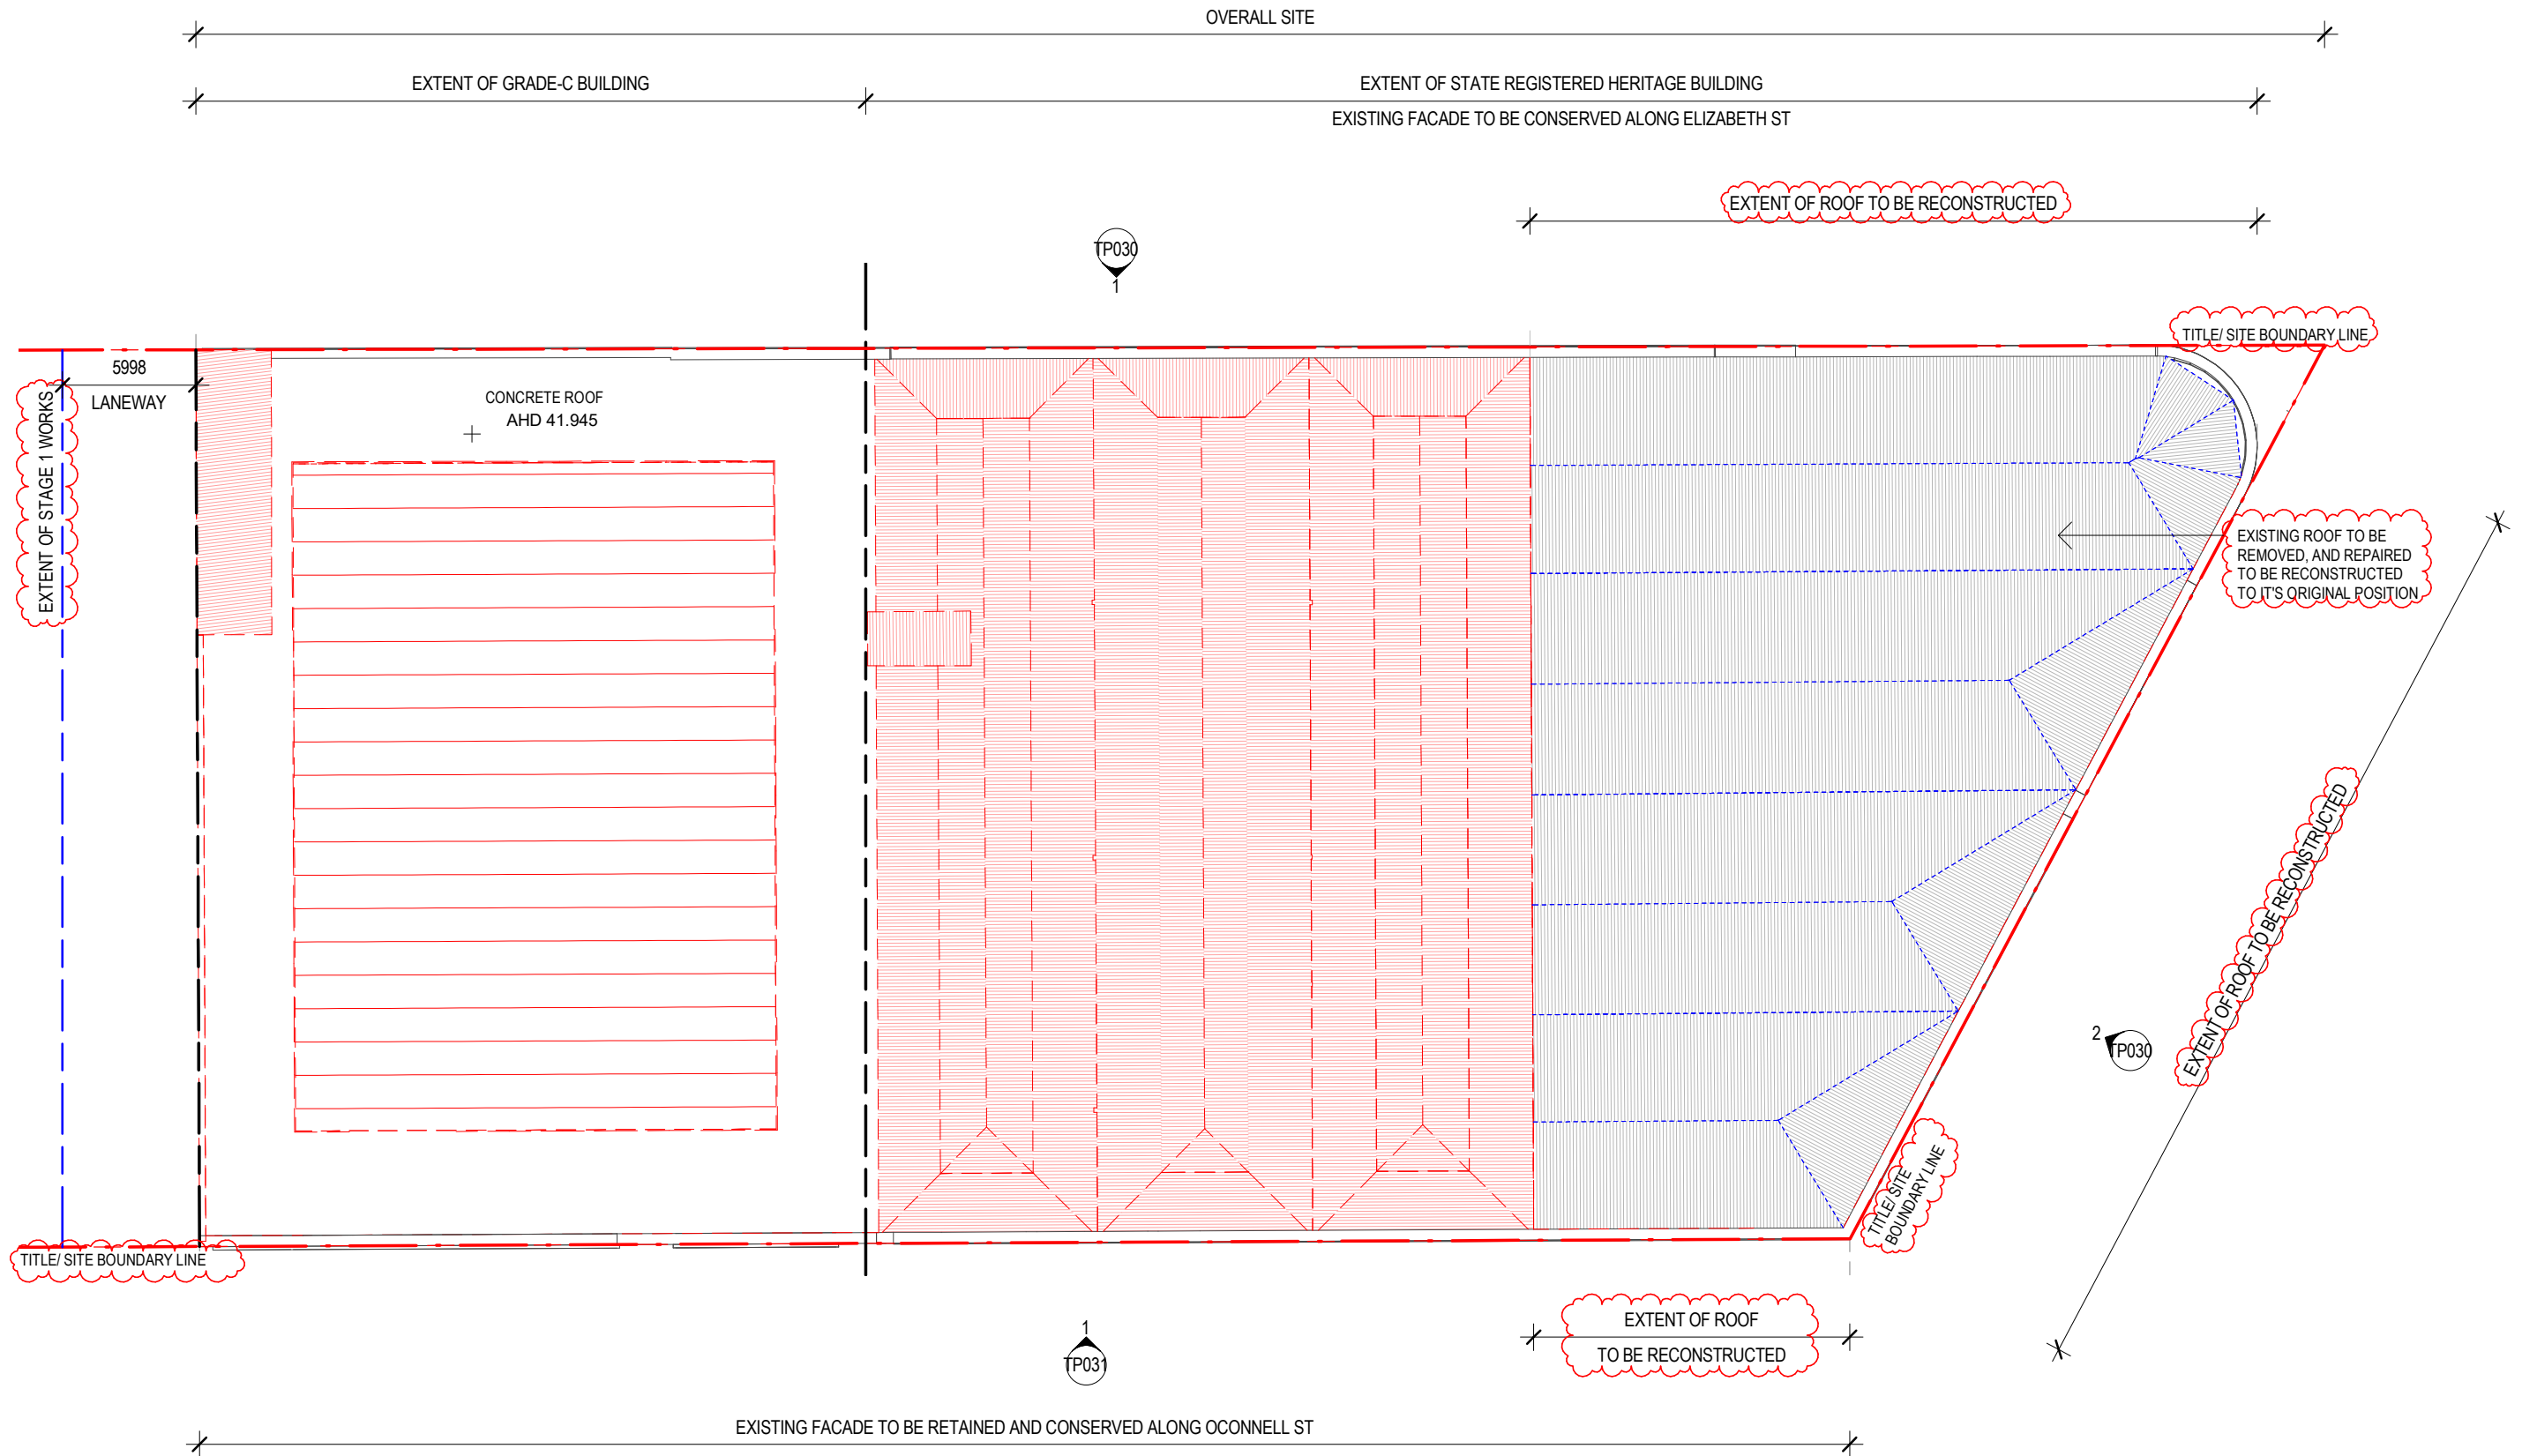 OVERALL SITE
EXTENT OF GRADE-C BUILDING
EXTENT OF STATE REGISTERED HERITAGE BUILDING
EXISTING FACADE TO BE CONSERVED ALONG ELIZABETH ST
EXTENT OF ROOF TO BE RECONSTRUCTED
TP030
1
TITLE/ SITE BOUNDARY LINE
5998
LANEWAY
EXTENT OF STAGE 1 WORKS
CONCRETE ROOF
AHD 41.945
EXISTING ROOF TO BE
REMOVED, AND REPAIRED
TO BE RECONSTRUCTED
TO IT'S ORIGINAL POSITION
EXTENT OF ROOF TO BE RECONSTRUCTED
2
TP030
TITLE/ SITE
BOUNDARY LINE
TITLE/ SITE BOUNDARY LINE
EXTENT OF ROOF
TO BE RECONSTRUCTED
1
TP031
EXISTING FACADE TO BE RETAINED AND CONSERVED ALONG OCONNELL ST